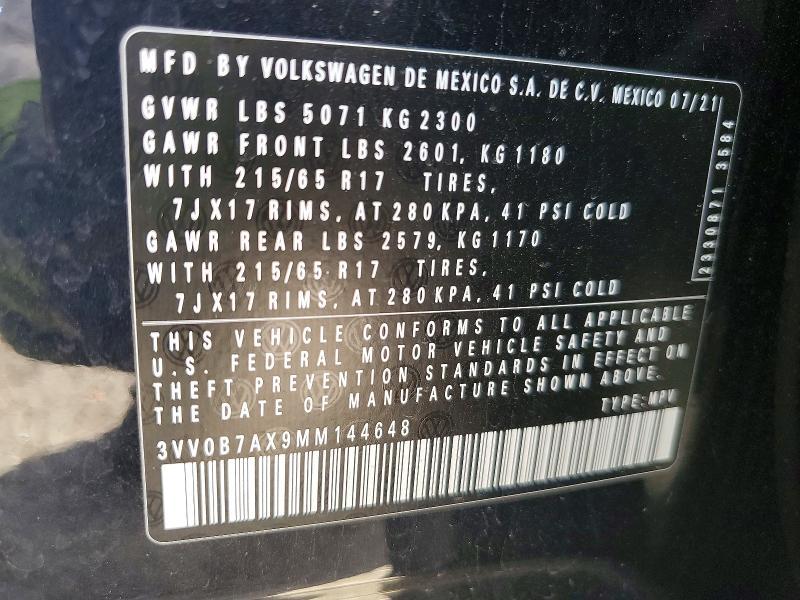 MFD BY VOLKSWAGEN DE MEXICO S.A. DE C.V. MEXICO 07/21
GVWR LBS 5071 KG 2300
GAWR FRONT LBS 2601, KG 1180
WITH 215/65 R17 TIRES,
7JX17 RIMS, AT 280 KPA, 41 PSI COLD
GAWR REAR LBS 2579, KG 1170
WITH 215/65 R17 TIRES,
7JX17 RIMS, AT 280 KPA, 41 PSI COLD
2330871 3584
THIS VEHICLE CONFORMS TO ALL APPLICABLE
U.S. FEDERAL MOTOR VEHICLE SAFETY AND
THEFT PREVENTION STANDARDS IN EFFECT ON
THE DATE OF MANUFACTURE SHOWN ABOVE.
TYPE: MPV
3VV0B7AX9MM144648